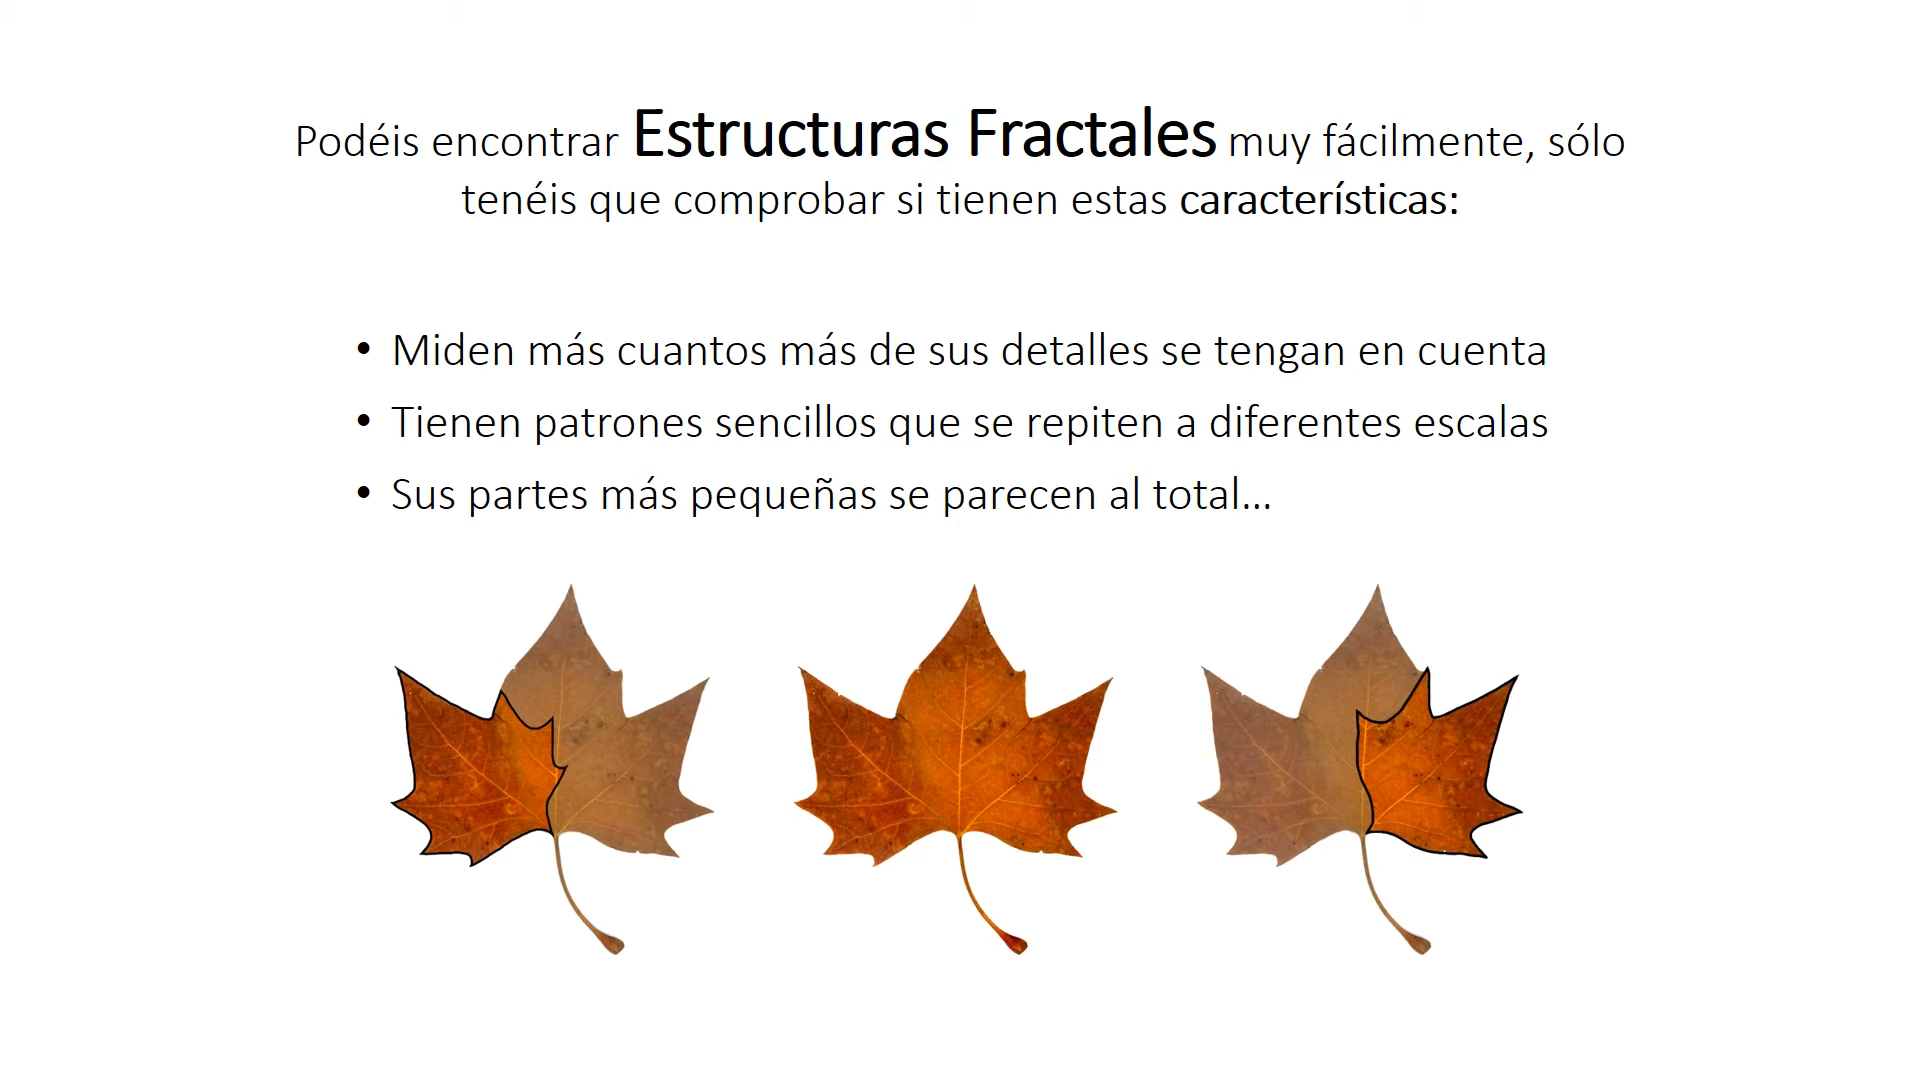 Podéis encontrar Estructuras Fractales muy fácilmente, sólo
tenéis que comprobar si tienen estas características:
• Miden más cuantos más de sus detalles se tengan en cuenta
• Tienen patrones sencillos que se repiten a diferentes escalas
• Sus partes más pequeñas se parecen al total...